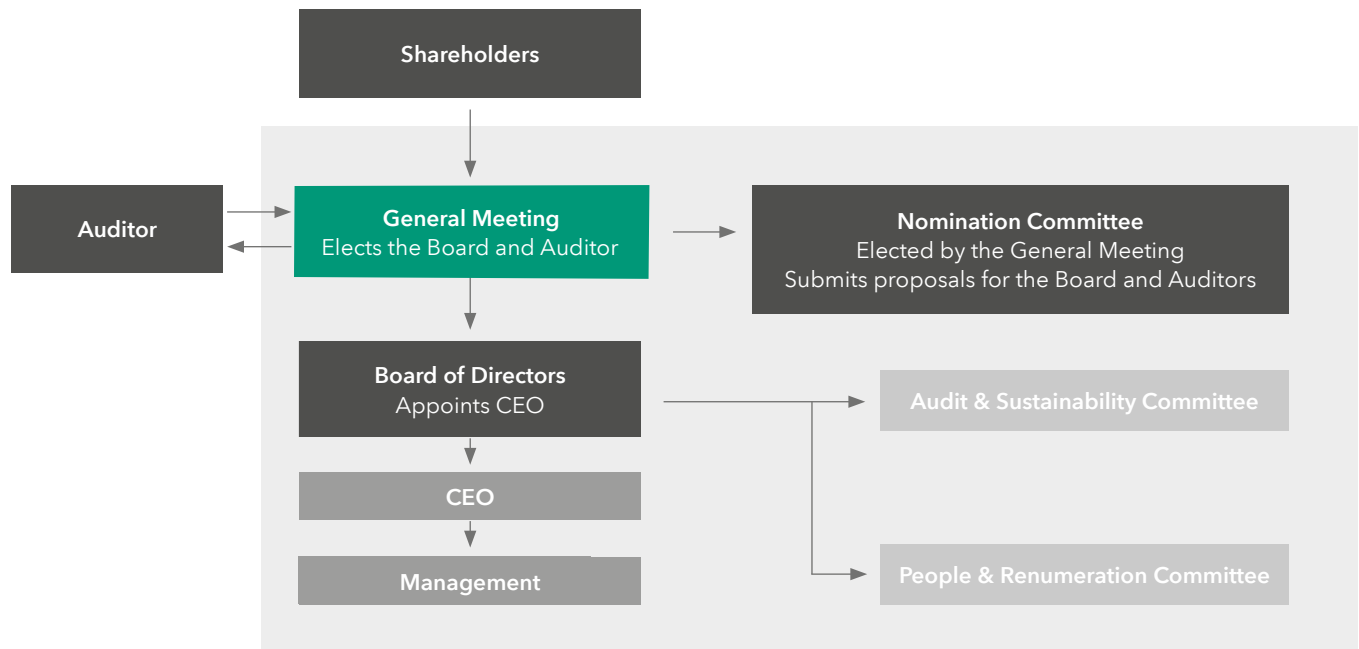 Shareholders
Auditor
General Meeting
Elects the Board and Auditor
Nomination Committee
Elected by the General Meeting
Submits proposals for the Board and Auditors
Board of Directors
Appoints CEO
Audit & Sustainability Committee
CEO
Management
People & Renumeration Committee